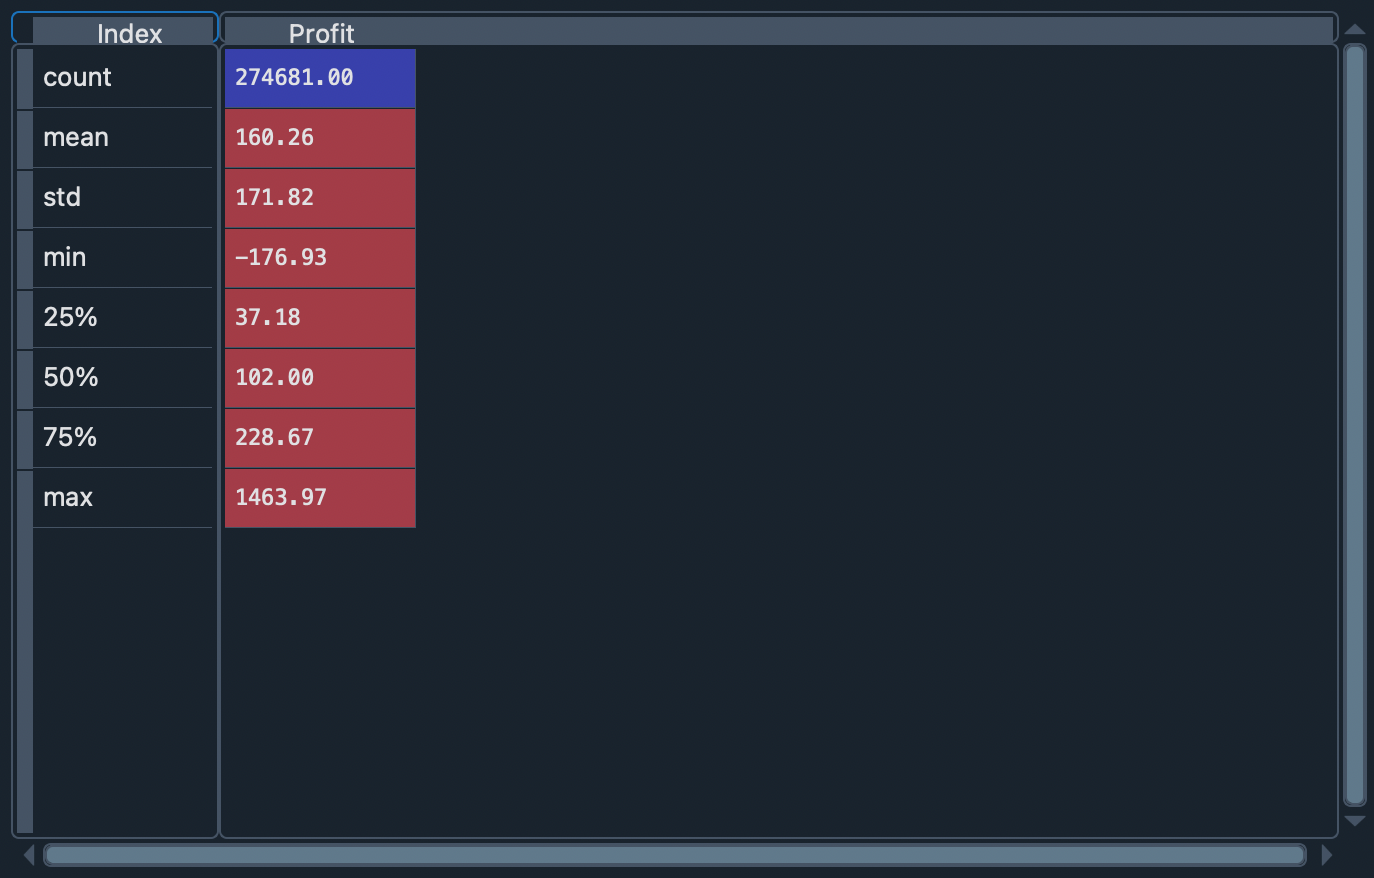 Index Profit
count 274681.00
mean 160.26
std 171.82
min -176.93
25% 37.18
50% 102.00
75% 228.67
max 1463.97